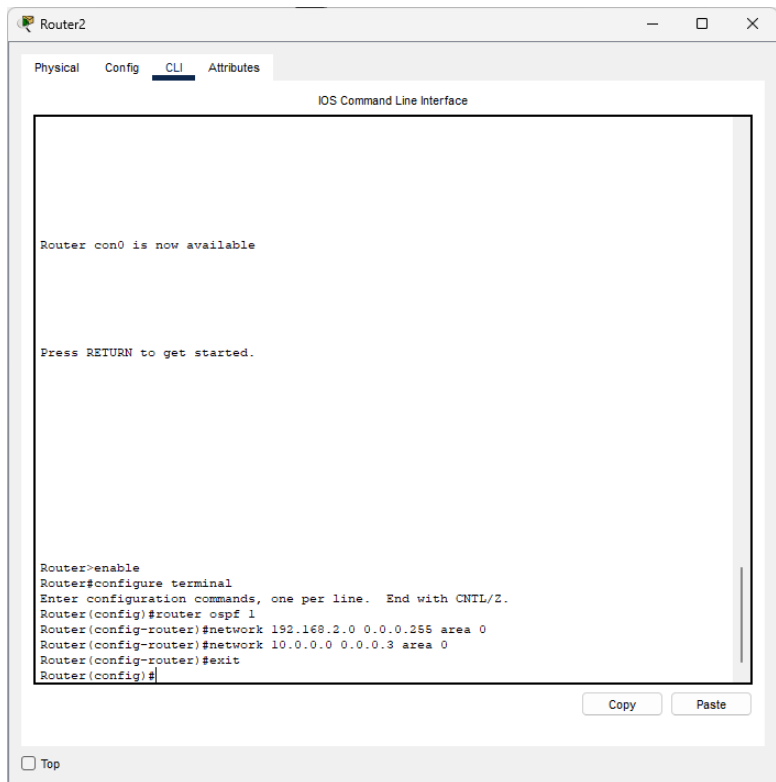 Router2
Physical Config CLI Attributes
IOS Command Line Interface
Router con0 is now available
Press RETURN to get started.
Router>enable
Router#configure terminal
Enter configuration commands, one per line.  End with CNTL/Z.
Router(config)#router ospf 1
Router(config-router)#network 192.168.2.0 0.0.0.255 area 0
Router(config-router)#network 10.0.0.0 0.0.0.3 area 0
Router(config-router)#exit
Router(config)#
Copy Paste
Top